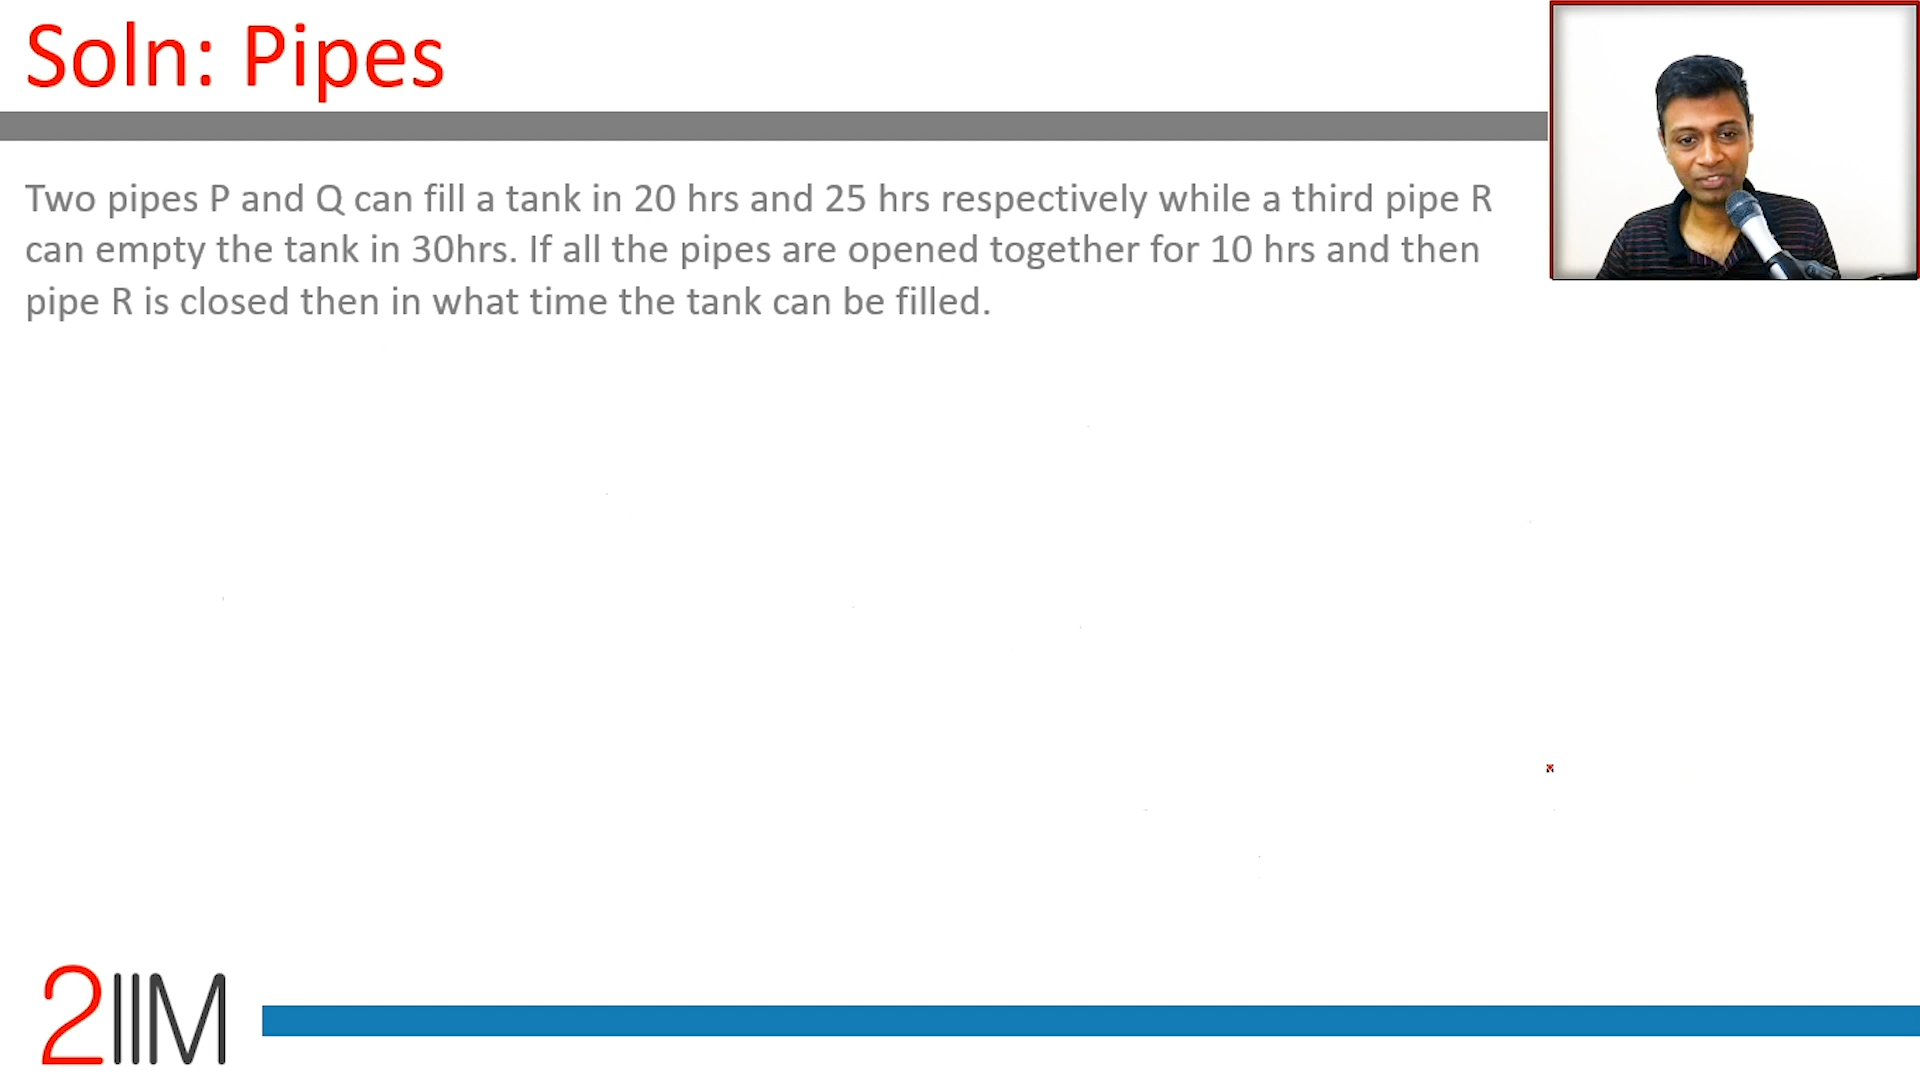 Soln: Pipes
Two pipes P and Q can fill a tank in 20 hrs and 25 hrs respectively while a third pipe R
can empty the tank in 30hrs. If all the pipes are opened together for 10 hrs and then
pipe R is closed then in what time the tank can be filled.
2IIM